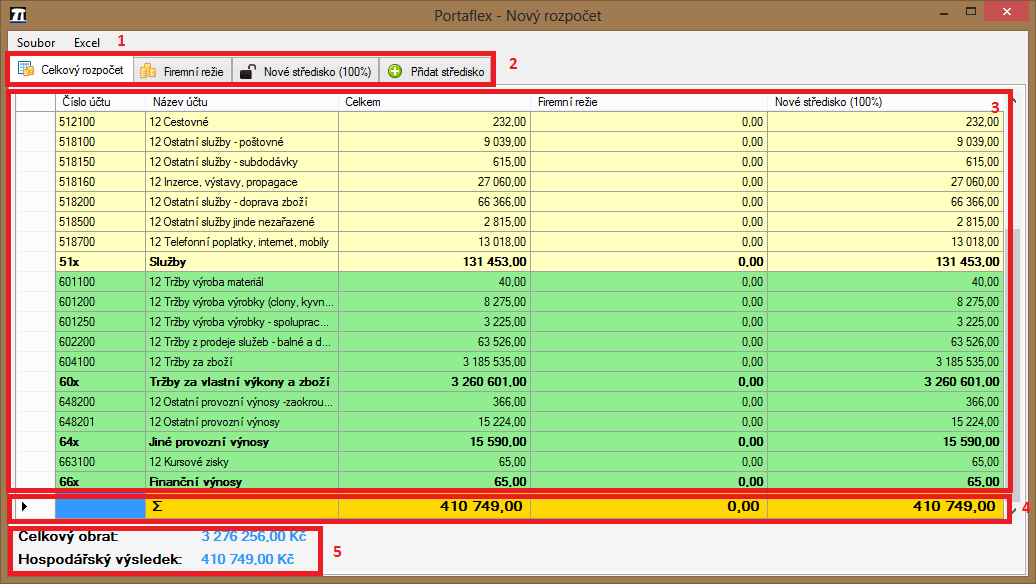 Portaflex - Nový rozpočet
Soubor Excel 1
Celkový rozpočet Firemní režie Nové středisko (100%) Přidat středisko 2
Číslo účtu Název účtu Celkem Firemní režie Nové středisko (100%) 3
512100 12 Cestovné 232,00 0,00 232,00
518100 12 Ostatní služby - poštovné 9 039,00 0,00 9 039,00
518150 12 Ostatní služby - subdodávky 615,00 0,00 615,00
518160 12 Inzerce, výstavy, propagace 27 060,00 0,00 27 060,00
518200 12 Ostatní služby - doprava zboží 66 366,00 0,00 66 366,00
518500 12 Ostatní služby jinde nezařazené 2 815,00 0,00 2 815,00
518700 12 Telefonní poplatky, internet, mobily 13 018,00 0,00 13 018,00
51x Služby 131 453,00 0,00 131 453,00
601100 12 Tržby výroba materiál 40,00 0,00 40,00
601200 12 Tržby výroba výrobky (clony, kyvn... 8 275,00 0,00 8 275,00
601250 12 Tržby výroba výrobky - spoluprac... 3 225,00 0,00 3 225,00
602200 12 Tržby z prodeje služeb - balné a d... 63 526,00 0,00 63 526,00
604100 12 Tržby za zboží 3 185 535,00 0,00 3 185 535,00
60x Tržby za vlastní výkony a zboží 3 260 601,00 0,00 3 260 601,00
648200 12 Ostatní provozní výnosy -zaokrou... 366,00 0,00 366,00
648201 12 Ostatní provozní výnosy 15 224,00 0,00 15 224,00
64x Jiné provozní výnosy 15 590,00 0,00 15 590,00
663100 12 Kursové zisky 65,00 0,00 65,00
66x Finanční výnosy 65,00 0,00 65,00
Σ 410 749,00 0,00 410 749,00 4
Celkový obrat: 3 276 256,00 Kč
Hospodářský výsledek: 410 749,00 Kč 5